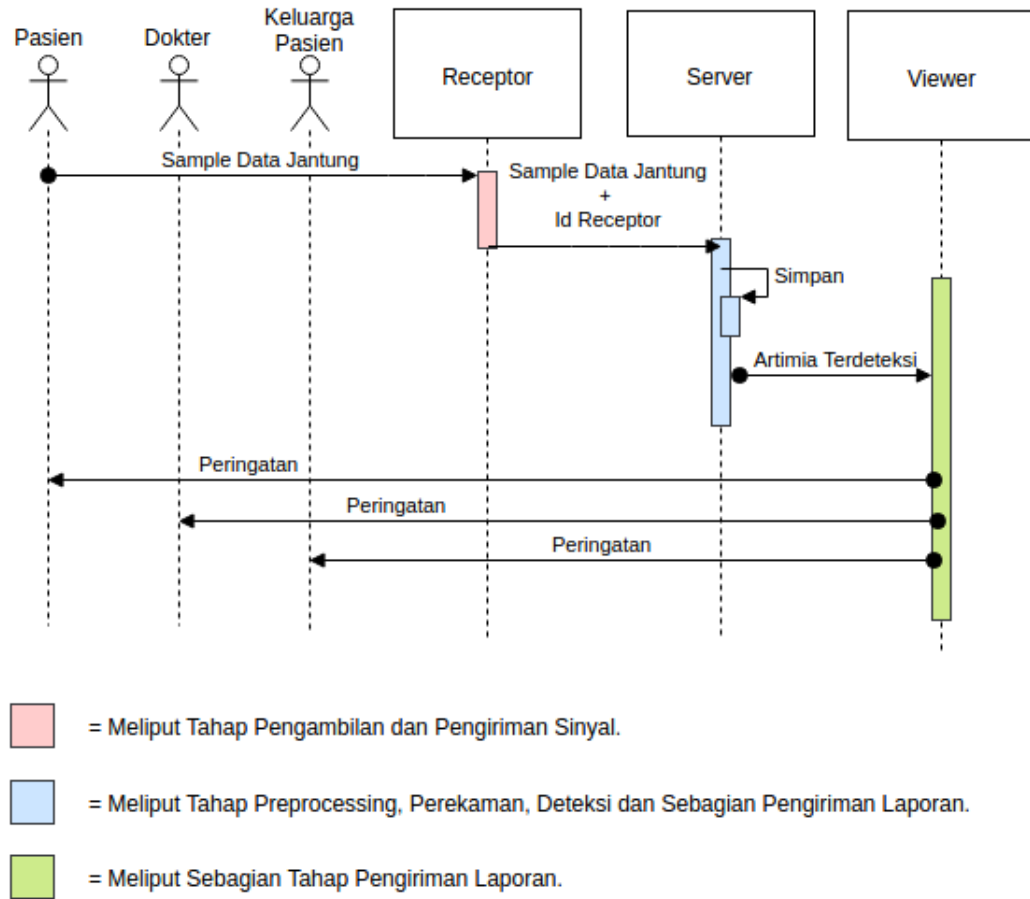 Pasien
Dokter
Keluarga
Pasien
Receptor
Server
Viewer
Sample Data Jantung
Sample Data Jantung
+
Id Receptor
Simpan
Artimia Terdeteksi
Peringatan
Peringatan
Peringatan
= Meliput Tahap Pengambilan dan Pengiriman Sinyal.
= Meliput Tahap Preprocessing, Perekaman, Deteksi dan Sebagian Pengiriman Laporan.
= Meliput Sebagian Tahap Pengiriman Laporan.